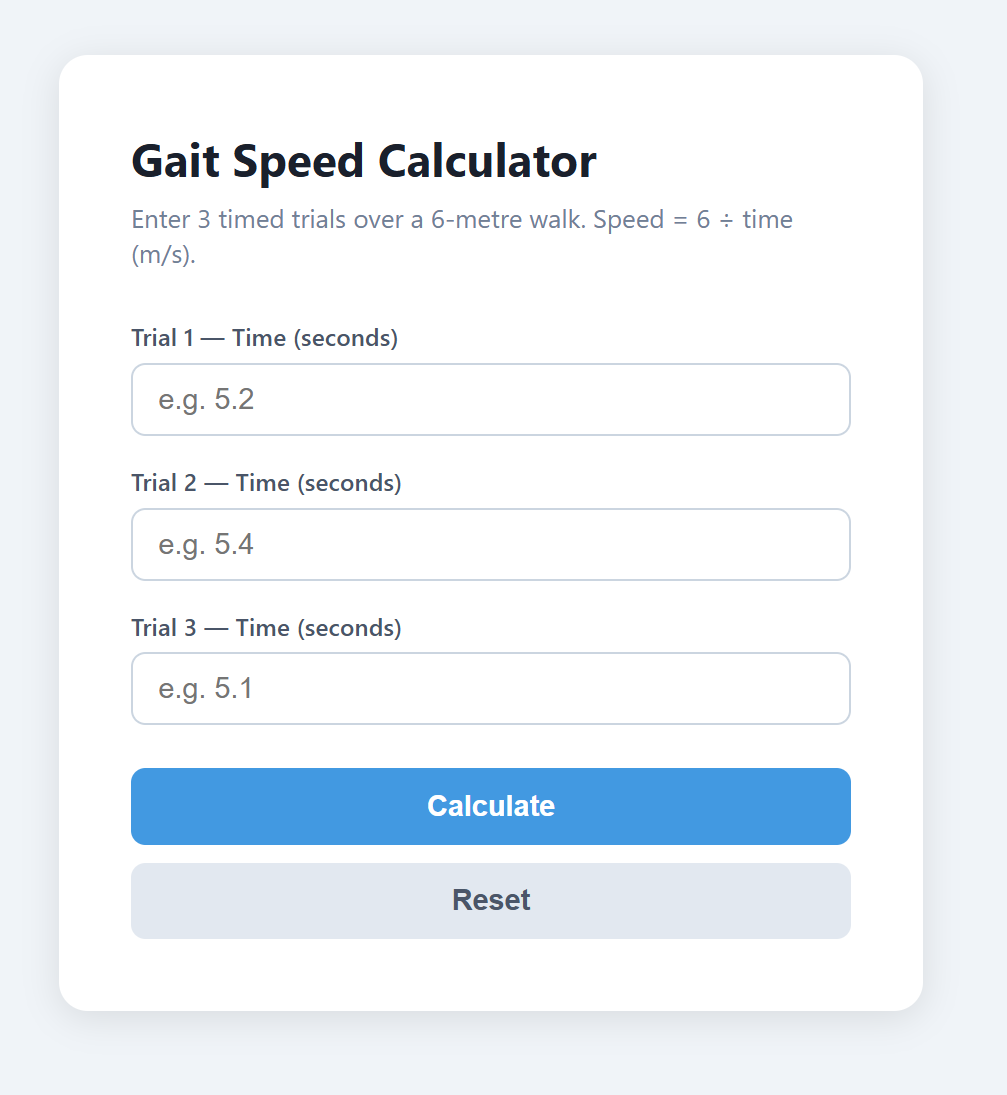 Gait Speed Calculator
Enter 3 timed trials over a 6-metre walk. Speed = 6 ÷ time
(m/s).
Trial 1 — Time (seconds)
e.g. 5.2
Trial 2 — Time (seconds)
e.g. 5.4
Trial 3 — Time (seconds)
e.g. 5.1
Calculate
Reset